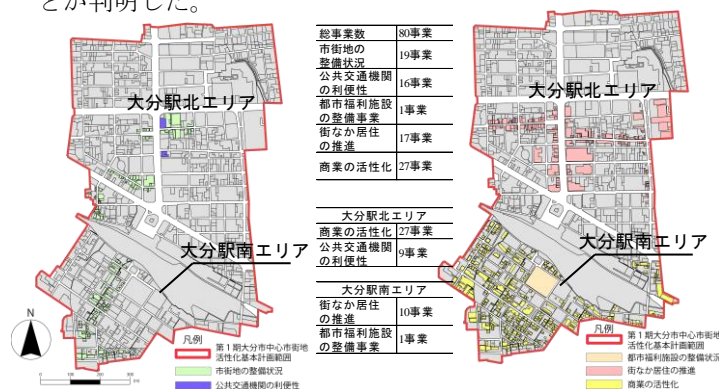 とが判明した。
大分駅北エリア
大分駅南エリア
N
凡例
第1期大分市中心市街地
活性化基本計画範囲
市街地の整備状況
公共交通機関の利便性
総事業数 80事業
市街地の
整備状況 19事業
公共交通機関
の利便性 16事業
都市福利施設
の整備事業 1事業
街なか居住
の推進 17事業
商業の活性化 27事業
大分駅北エリア
商業の活性化 27事業
公共交通機関
の利便性 9事業
大分駅南エリア
街なか居住
の推進 10事業
都市福利施設
の整備事業 1事業
大分駅北エリア
大分駅南エリア
凡例
第1期大分市中心市街地
活性化基本計画範囲
都市福利施設の整備状況
街なか居住の推進
商業の活性化